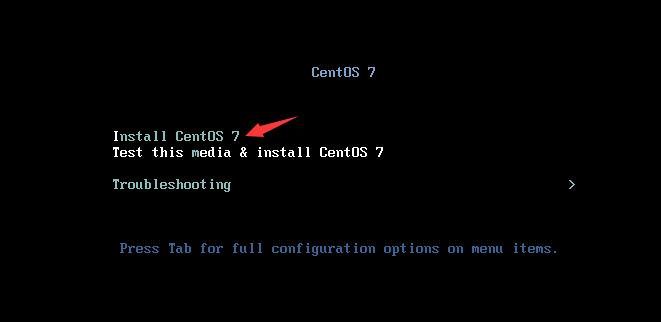 CentOS 7
Install CentOS 7
Test this media & install CentOS 7
Troubleshooting >
Press Tab for full configuration options on menu items.